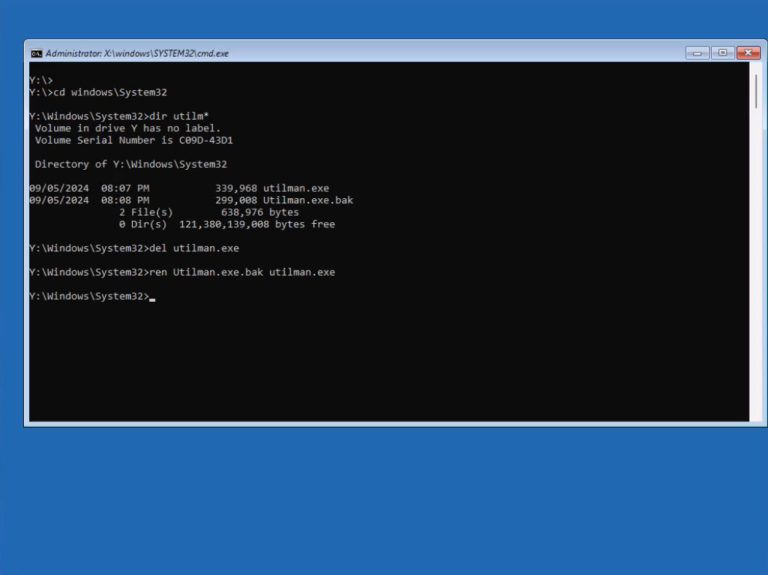 Administrator: X:\windows\SYSTEM32\cmd.exe
Y:\>
Y:\>cd windows\System32
Y:\Windows\System32>dir utilm*
Volume in drive Y has no label.
Volume Serial Number is C09D-43D1
Directory of Y:\Windows\System32
09/05/2024 08:07 PM 339,968 utilman.exe
09/05/2024 08:08 PM 299,008 Utilman.exe.bak
2 File(s) 638,976 bytes
0 Dir(s) 121,380,139,008 bytes free
Y:\Windows\System32>del utilman.exe
Y:\Windows\System32>ren Utilman.exe.bak utilman.exe
Y:\Windows\System32>